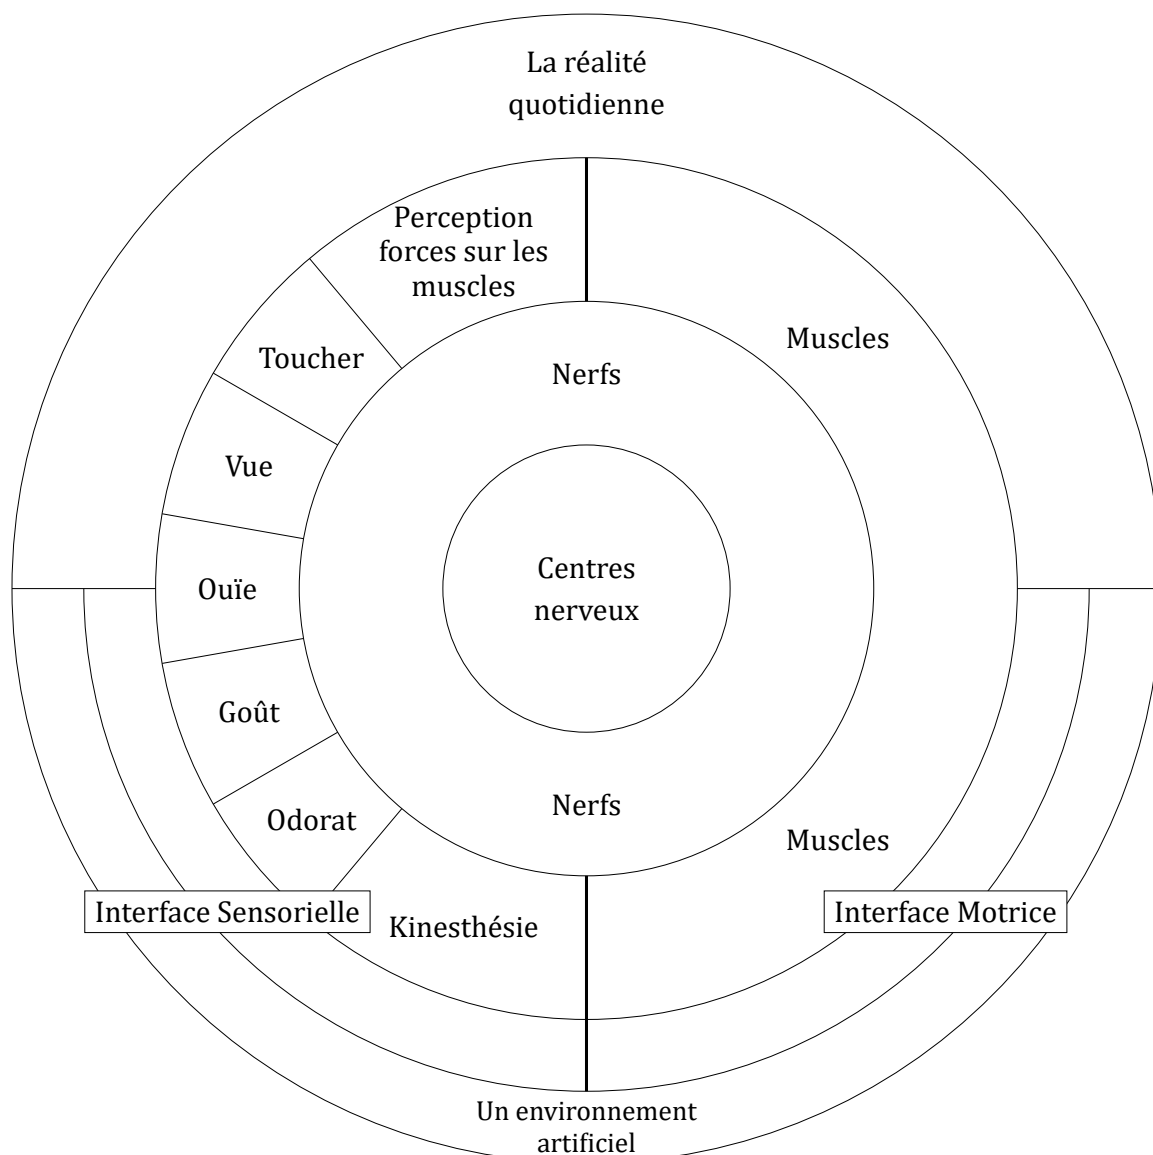 La réalité
quotidienne
Perception
forces sur les
muscles
Muscles
Toucher
Nerfs
Vue
Ouïe
Centres
nerveux
Goût
Odorat
Nerfs
Muscles
Interface Sensorielle
Interface Motrice
Kinesthésie
Un environnement
artificiel